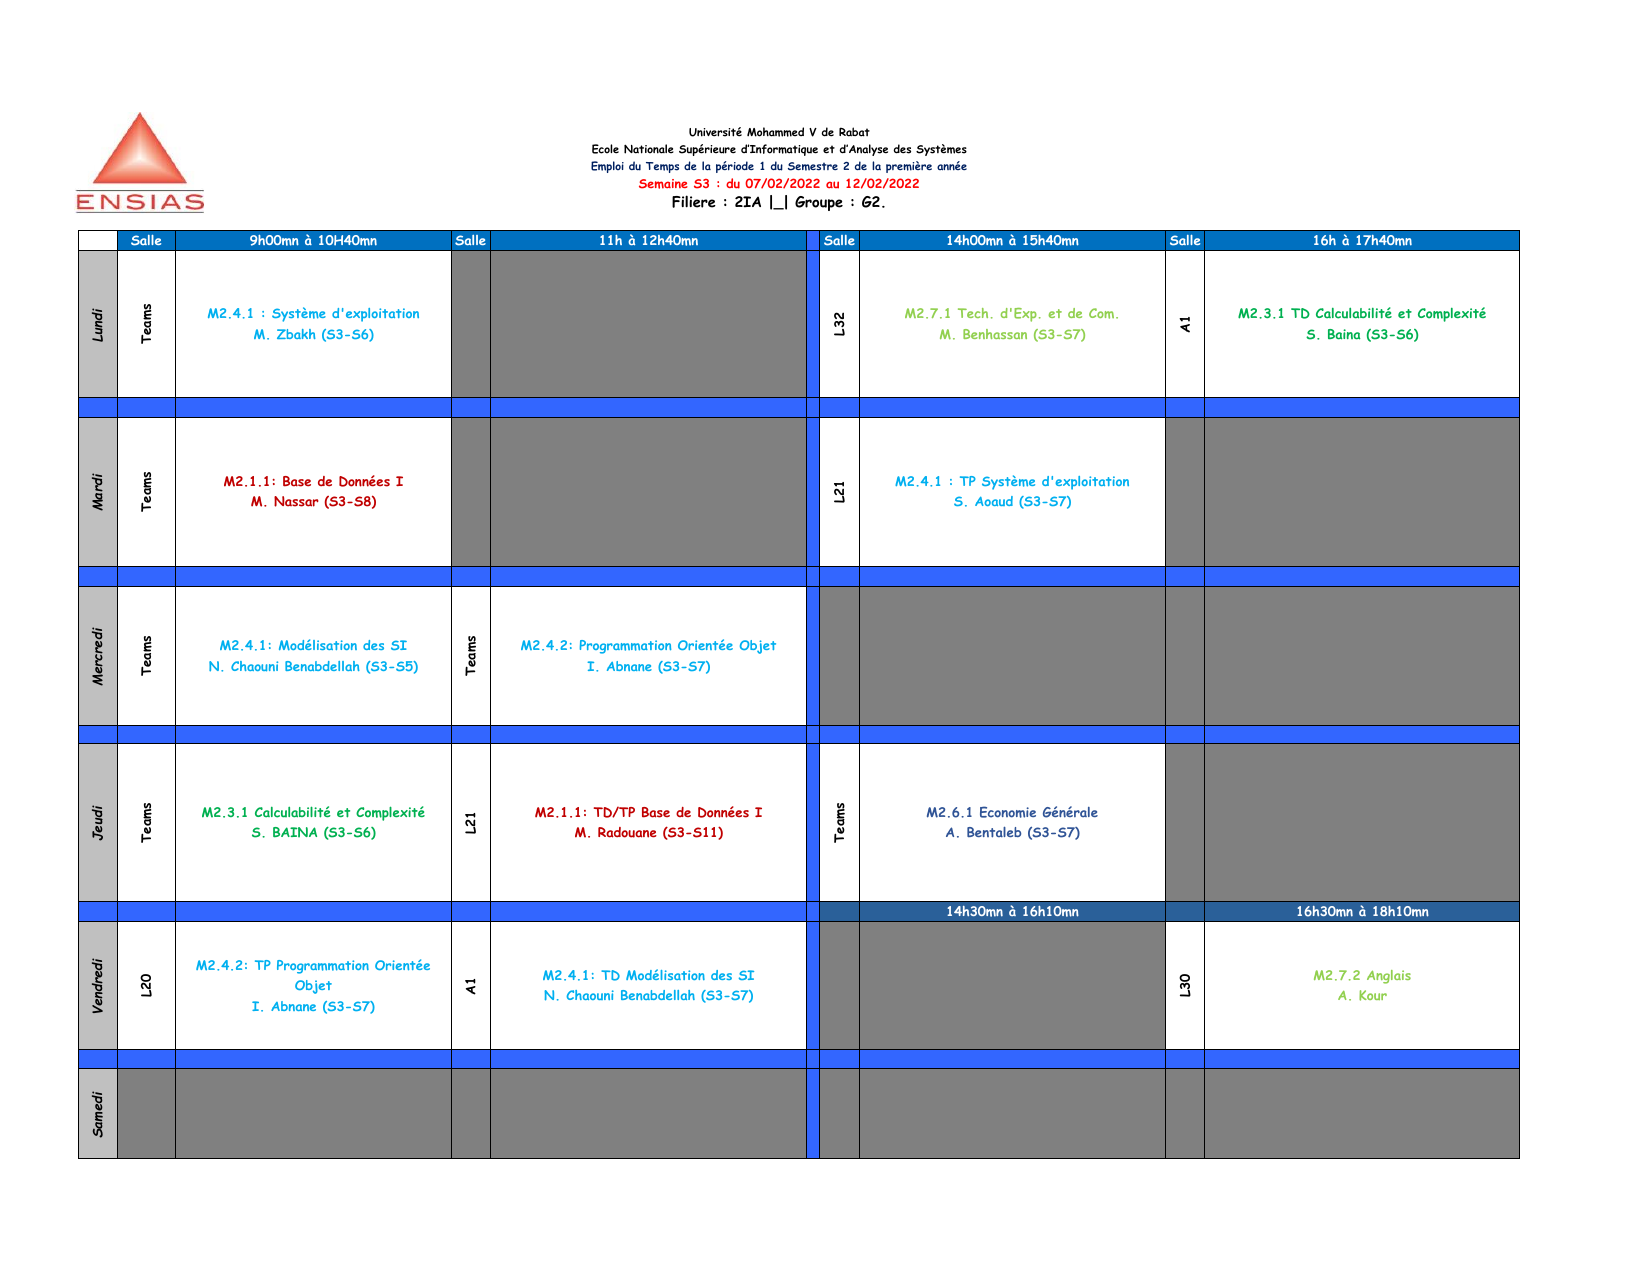 ENSIAS
Université Mohammed V de Rabat
Ecole Nationale Supérieure d’Informatique et d’Analyse des Systèmes
Emploi du Temps de la période 1 du Semestre 2 de la première année
Semaine S3 : du 07/02/2022 au 12/02/2022
Filiere : 2IA |_| Groupe : G2.
Salle 9h00mn à 10H40mn Salle 11h à 12h40mn Salle 14h00mn à 15h40mn Salle 16h à 17h40mn
Lundi
Teams
M2.4.1 : Système d'exploitation
M. Zbakh (S3-S6)
L32
M2.7.1 Tech. d'Exp. et de Com.
M. Benhassan (S3-S7)
A1
M2.3.1 TD Calculabilité et Complexité
S. Baina (S3-S6)
Mardi
Teams
M2.1.1: Base de Données I
M. Nassar (S3-S8)
L21
M2.4.1 : TP Système d'exploitation
S. Aoaud (S3-S7)
Mercredi
Teams
M2.4.1: Modélisation des SI
N. Chaouni Benabdellah (S3-S5)
Teams
M2.4.2: Programmation Orientée Objet
I. Abnane (S3-S7)
Jeudi
Teams
M2.3.1 Calculabilité et Complexité
S. BAINA (S3-S6)
L21
M2.1.1: TD/TP Base de Données I
M. Radouane (S3-S11)
Teams
M2.6.1 Economie Générale
A. Bentaleb (S3-S7)
14h30mn à 16h10mn 16h30mn à 18h10mn
Vendredi
L20
M2.4.2: TP Programmation Orientée
Objet
I. Abnane (S3-S7)
A1
M2.4.1: TD Modélisation des SI
N. Chaouni Benabdellah (S3-S7)
L30
M2.7.2 Anglais
A. Kour
Samedi